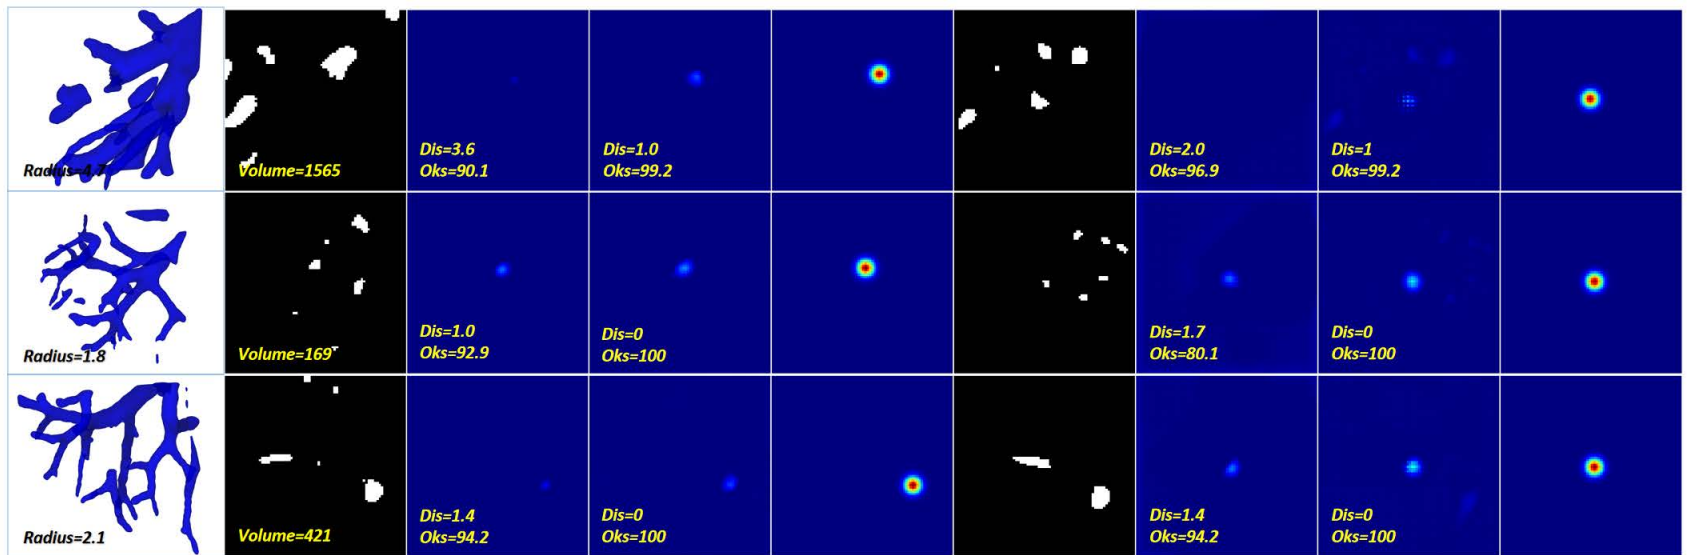 Radius=4.7
Volume=1565
Dis=3.6
Oks=90.1
Dis=1.0
Oks=99.2
Dis=2.0
Oks=96.9
Dis=1
Oks=99.2
Radius=1.8
Volume=169
Dis=1.0
Oks=92.9
Dis=0
Oks=100
Dis=1.7
Oks=80.1
Dis=0
Oks=100
Radius=2.1
Volume=421
Dis=1.4
Oks=94.2
Dis=0
Oks=100
Dis=1.4
Oks=94.2
Dis=0
Oks=100